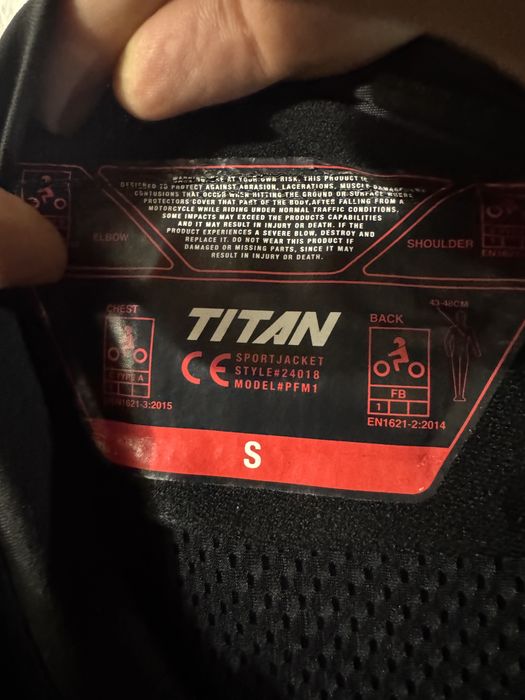 AT YOUR OWN RISK. THIS PRODUCT IS
DESIGNED TO PROTECT AGAINST ABRASION, LACERATIONS, MUSCLE DAMAGE,
CONTUSIONS THAT OCCUR WHEN HITTING THE GROUND OR SURFACE WHERE
PROTECTORS COVER THAT PART OF THE BODY, AFTER FALLING FROM A
MOTORCYCLE WHILE RIDING UNDER NORMAL TRAFFIC CONDITIONS,
SOME IMPACTS MAY EXCEED THE PRODUCTS CAPABILITIES
AND IT MAY RESULT IN INJURY OR DEATH. IF THE
PRODUCT EXPERIENCES A SEVERE BLOW, DESTROY AND
REPLACE IT. DO NOT WEAR THIS PRODUCT IF
DAMAGED OR MISSING PARTS, SINCE IT MAY
RESULT IN INJURY OR DEATH.
ELBOW
SHOULDER
CHEST
TYPE A
EN1621-3:2015
TITAN
CE
SPORTJACKET
STYLE#24018
MODEL#PFM1
BACK
FB
1
EN1621-2:2014
43-48CM
S